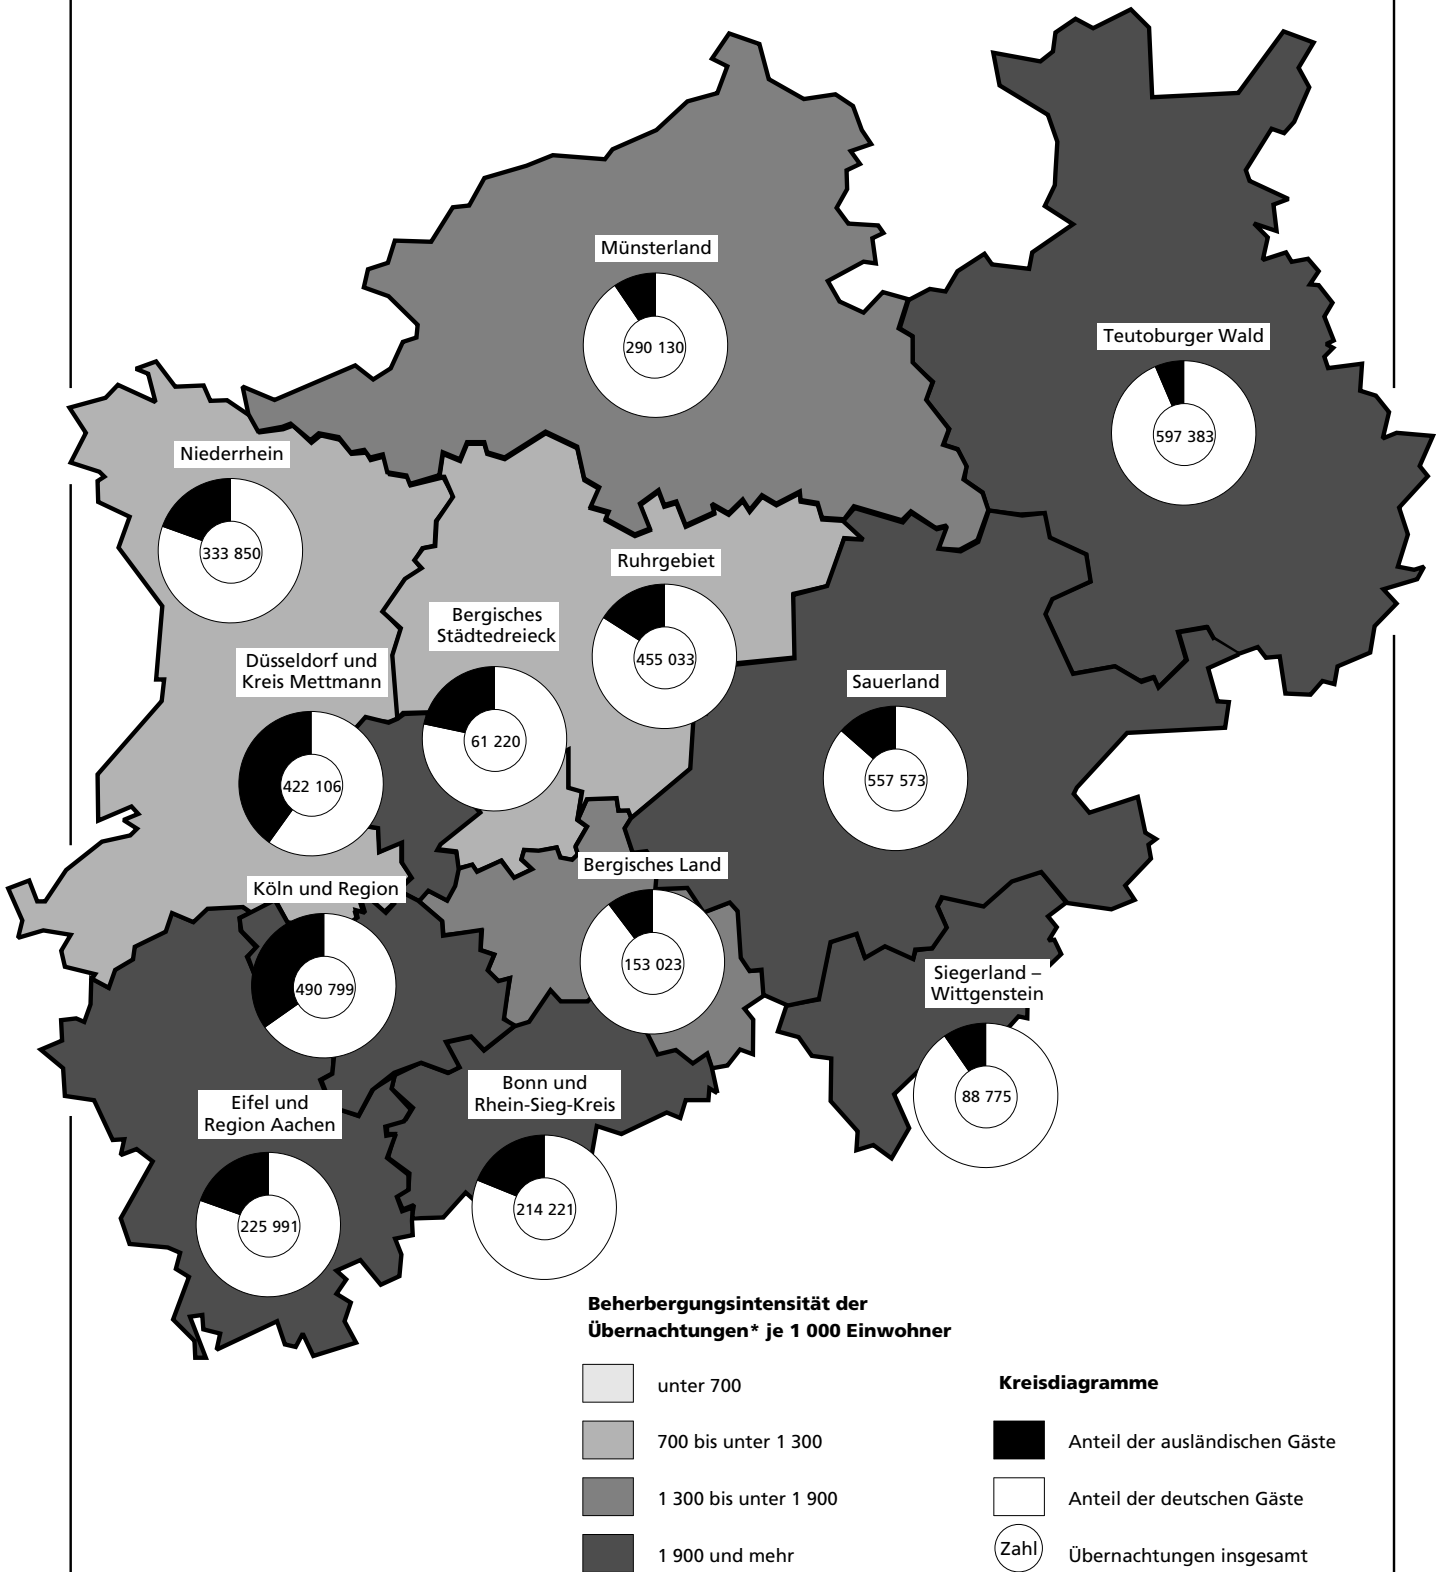 Münsterland
290 130
Teutoburger Wald
597 383
Niederrhein
333 850
Ruhrgebiet
455 033
Bergisches
Städtedreieck
61 220
Düsseldorf und
Kreis Mettmann
422 106
Sauerland
557 573
Bergisches Land
153 023
Köln und Region
490 799
Siegerland –
Wittgenstein
88 775
Bonn und
Rhein-Sieg-Kreis
214 221
Eifel und
Region Aachen
225 991
Beherbergungsintensität der
Übernachtungen* je 1 000 Einwohner
unter 700
700 bis unter 1 300
1 300 bis unter 1 900
1 900 und mehr
Kreisdiagramme
Anteil der ausländischen Gäste
Anteil der deutschen Gäste
Zahl
Übernachtungen insgesamt